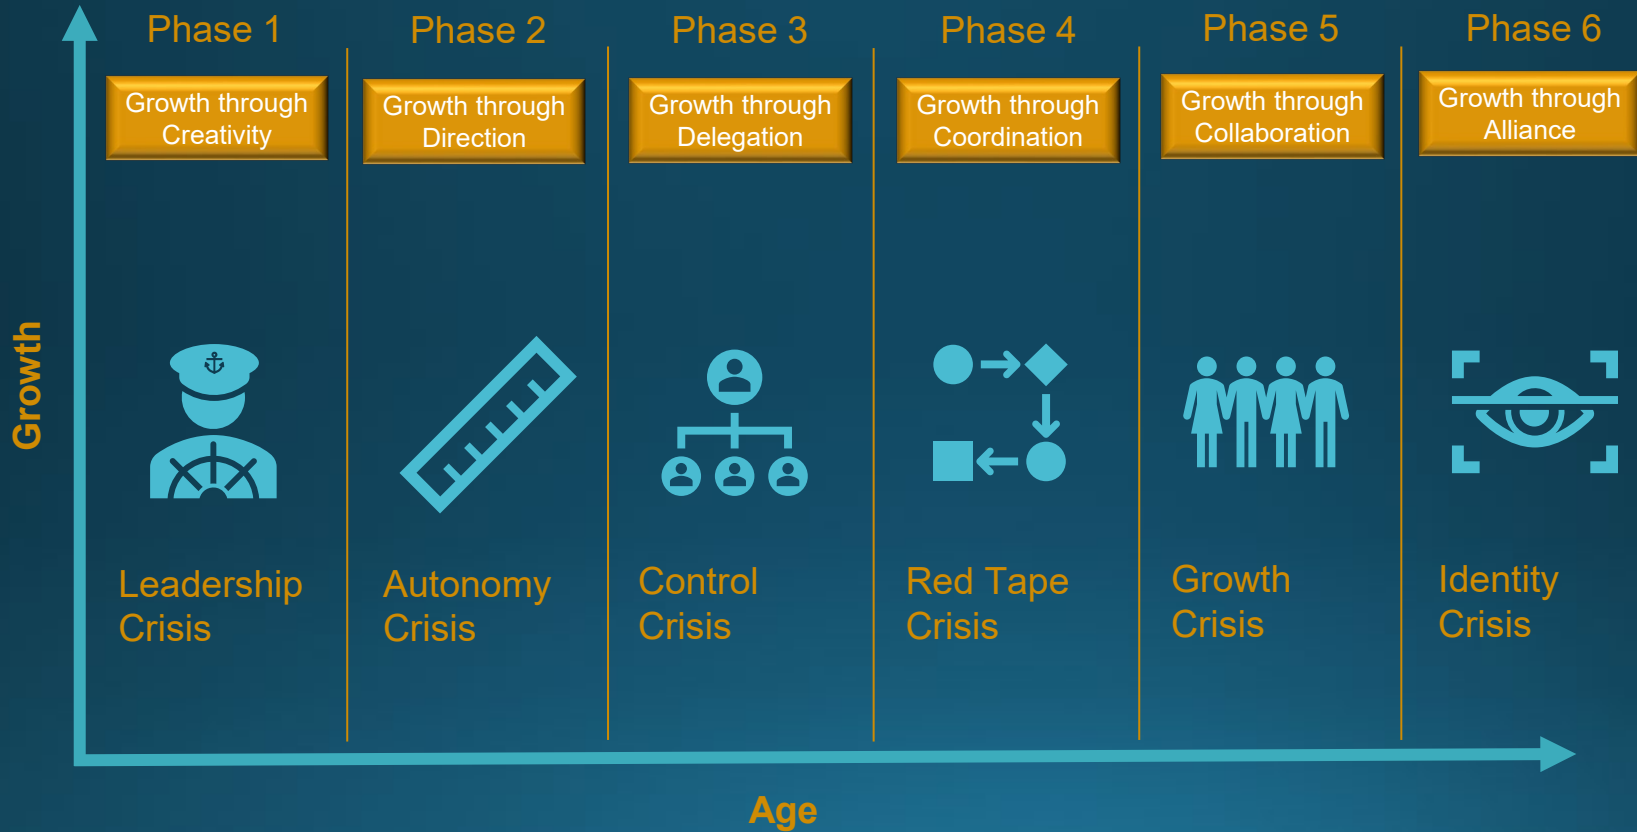 Phase 1
Phase 2
Phase 3
Phase 4
Phase 5
Phase 6
Growth through
Creativity
Growth through
Direction
Growth through
Delegation
Growth through
Coordination
Growth through
Collaboration
Growth through
Alliance
Growth
Leadership
Crisis
Autonomy
Crisis
Control
Crisis
Red Tape
Crisis
Growth
Crisis
Identity
Crisis
Age